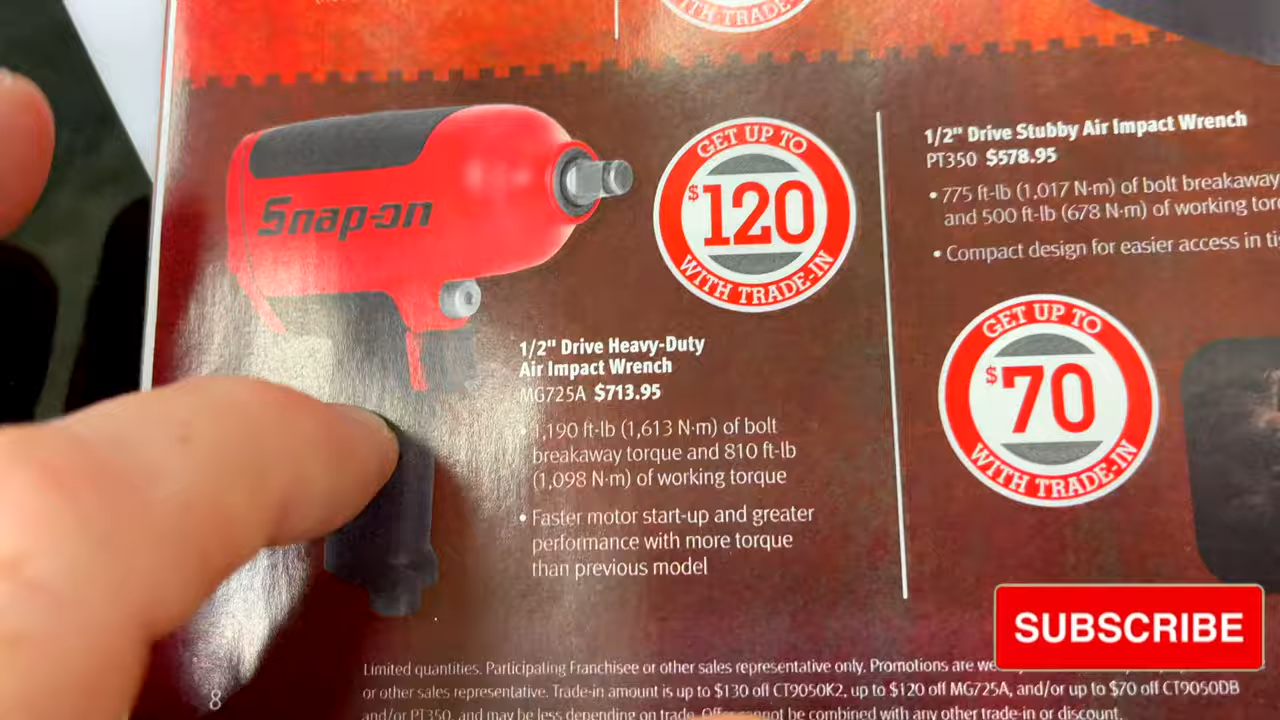 WITH TRADE
Snap-on
GET UP TO
$120
WITH TRADE-IN
1/2" Drive Heavy-Duty
Air Impact Wrench
MG725A $713.95
• 1,190 ft-lb (1,613 N·m) of bolt
breakaway torque and 810 ft-lb
(1,098 N·m) of working torque
• Faster motor start-up and greater
performance with more torque
than previous model
1/2" Drive Stubby Air Impact Wrench
PT350 $578.95
• 775 ft-lb (1,017 N·m) of bolt breakaway
and 500 ft-lb (678 N·m) of working
• Compact design for easier access in
GET UP TO
$70
WITH TRADE-IN
SUBSCRIBE
Limited quantities. Participating Franchisee or other sales representative only. Promotions are
or other sales representative. Trade-in amount is up to $130 off CT9050K2, up to $120 off MG725A, and/or up to $70 off CT9050DB
and/or PT350, and may be less depending on trade. Offer cannot be combined with any other trade-in or discount.
8